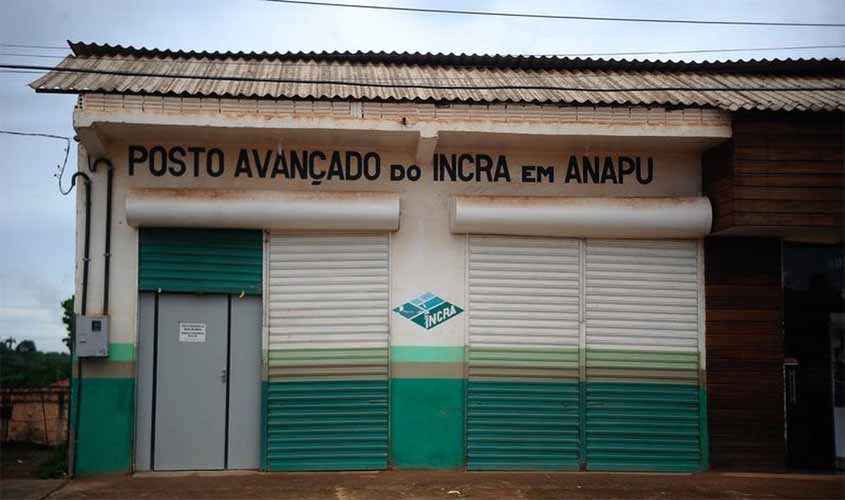 POSTO AVANÇADO DO INCRA EM ANAPU
INCRA